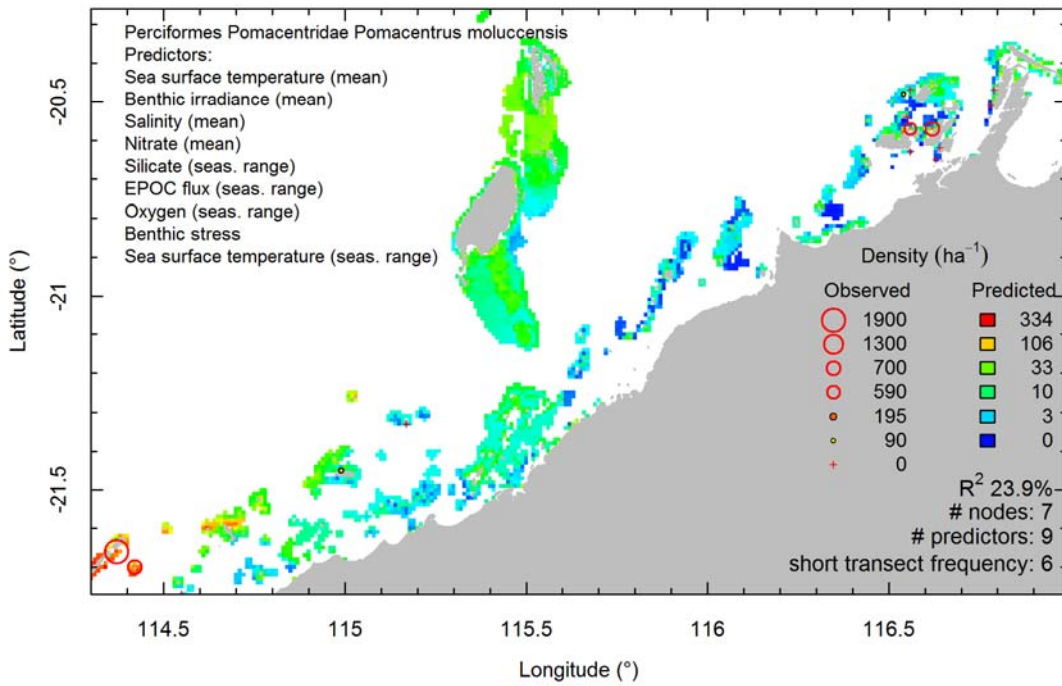 Perciformes Pomacentridae Pomacentrus moluccensis
Predictors:
Sea surface temperature (mean)
Benthic irradiance (mean)
Salinity (mean)
Nitrate (mean)
Silicate (seas. range)
EPOC flux (seas. range)
Oxygen (seas. range)
Benthic stress
Sea surface temperature (seas. range)
Latitude (°)
-20.5
-21
-21.5
Density (ha⁻¹)
Observed Predicted
1900 334
1300 106
700 33
590 10
195 3
90 0
0
R² 23.9%
# nodes: 7
# predictors: 9
short transect frequency: 6
114.5 115 115.5 116 116.5
Longitude (°)